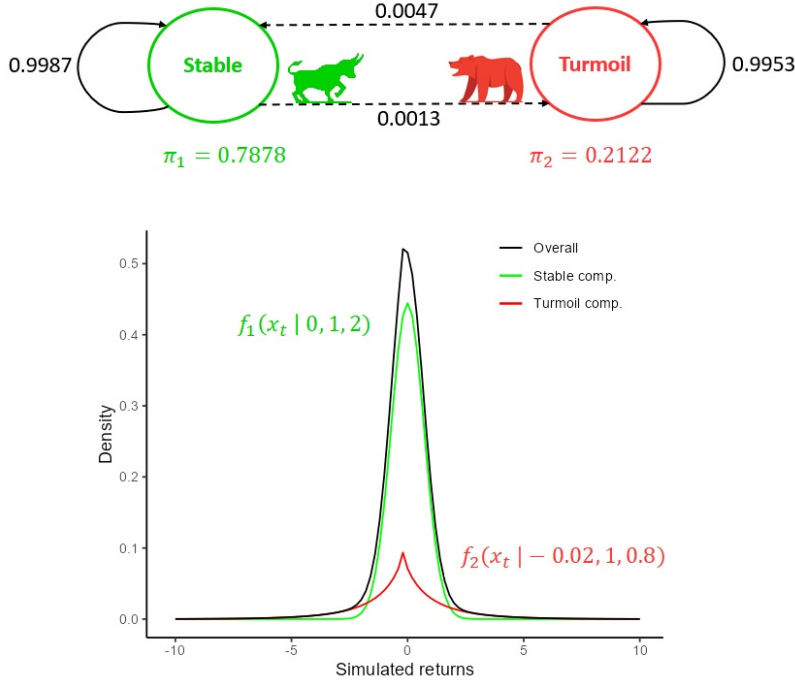 0.0047
0.9987
Stable
Turmoil
0.9953
0.0013
π₁ = 0.7878
π₂ = 0.2122
Overall
Stable comp.
Turmoil comp.
f₁(xₜ | 0, 1, 2)
f₂(xₜ | − 0.02, 1, 0.8)
Density
0.5
0.4
0.3
0.2
0.1
0.0
-10 -5 0 5 10
Simulated returns